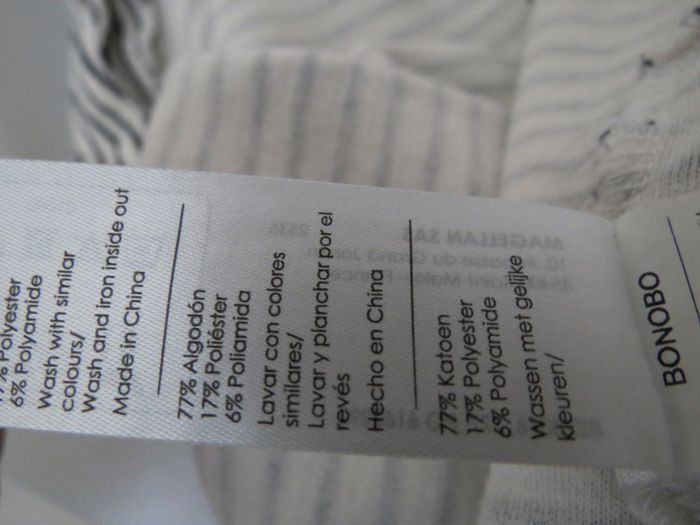 17% Polyester
6% Polyamide
Wash with similar
colours/
Wash and iron inside out
Made in China
77% Algodón
17% Poliéster
6% Poliamida
Lavar con colores
similares/
Lavar y planchar por el
revés
Hecho en China
77% Katoen
17% Polyester
6% Polyamide
Wassen met gelijke
kleuren/
BONOBO
MAGELLAN SAS